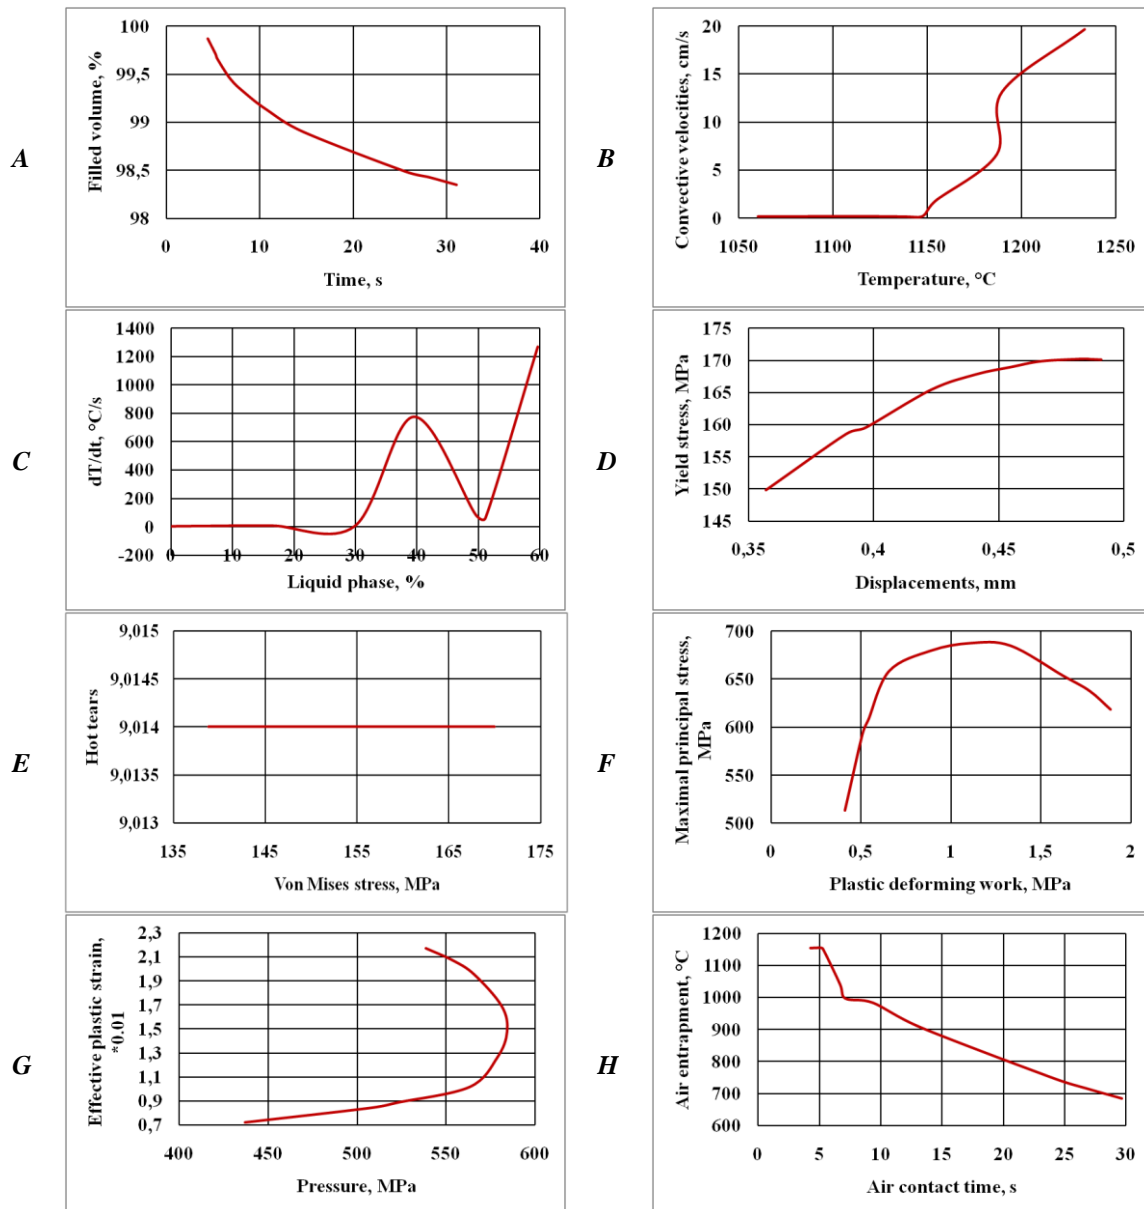 A
Filled volume, %
100
99,5
99
98,5
98
0 10 20 30 40
Time, s
B
Convective velocities, cm/s
20
15
10
5
0
1050 1100 1150 1200 1250
Temperature, °C
C
dT/dt, °C/s
1400
1200
1000
800
600
400
200
0
-200
0 10 20 30 40 50 60
Liquid phase, %
D
Yield stress, MPa
175
170
165
160
155
150
145
0,35 0,4 0,45 0,5
Displacements, mm
E
Hot tears
9,015
9,0145
9,014
9,0135
9,013
135 145 155 165 175
Von Mises stress, MPa
F
Maximal principal stress,
MPa
700
650
600
550
500
0 0,5 1 1,5 2
Plastic deforming work, MPa
G
Effective plastic strain,
*0.01
2,3
2,1
1,9
1,7
1,5
1,3
1,1
0,9
0,7
400 450 500 550 600
Pressure, MPa
H
Air entrapment, °C
1200
1100
1000
900
800
700
600
0 5 10 15 20 25 30
Air contact time, s